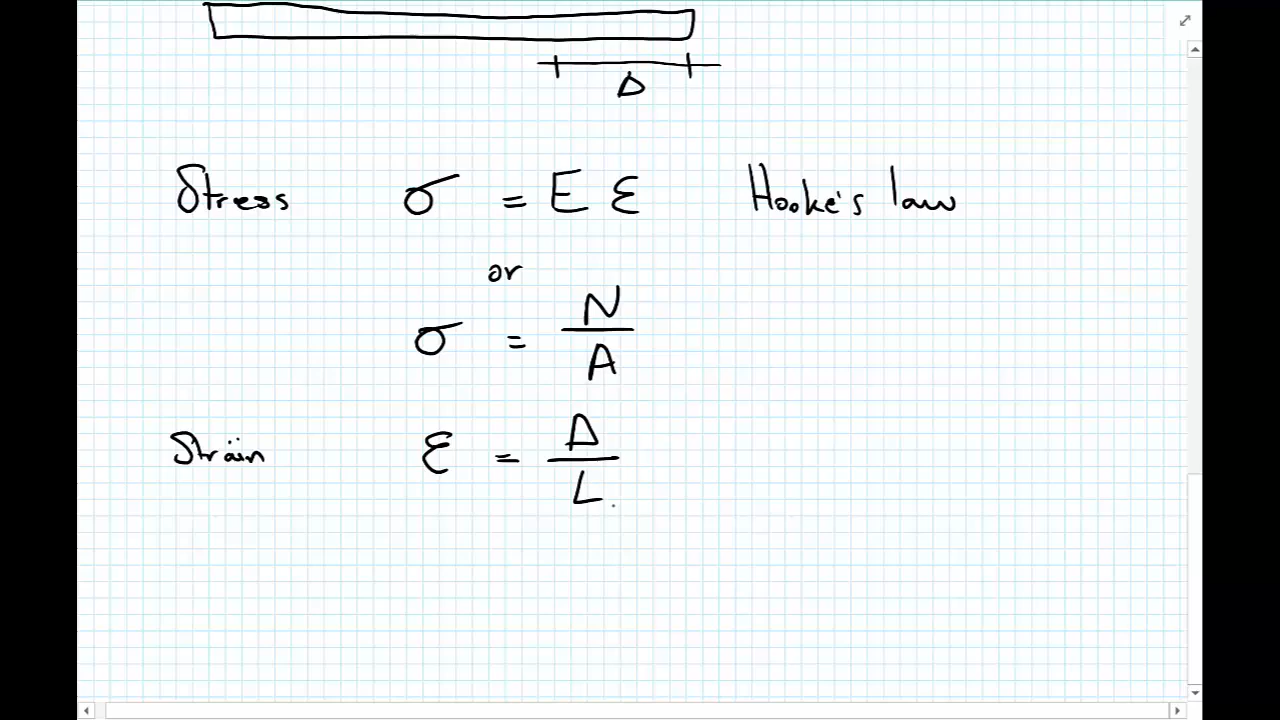 Δ
Stress σ = E ε Hooke's law
or
σ = N/A
Strain ε = Δ/L